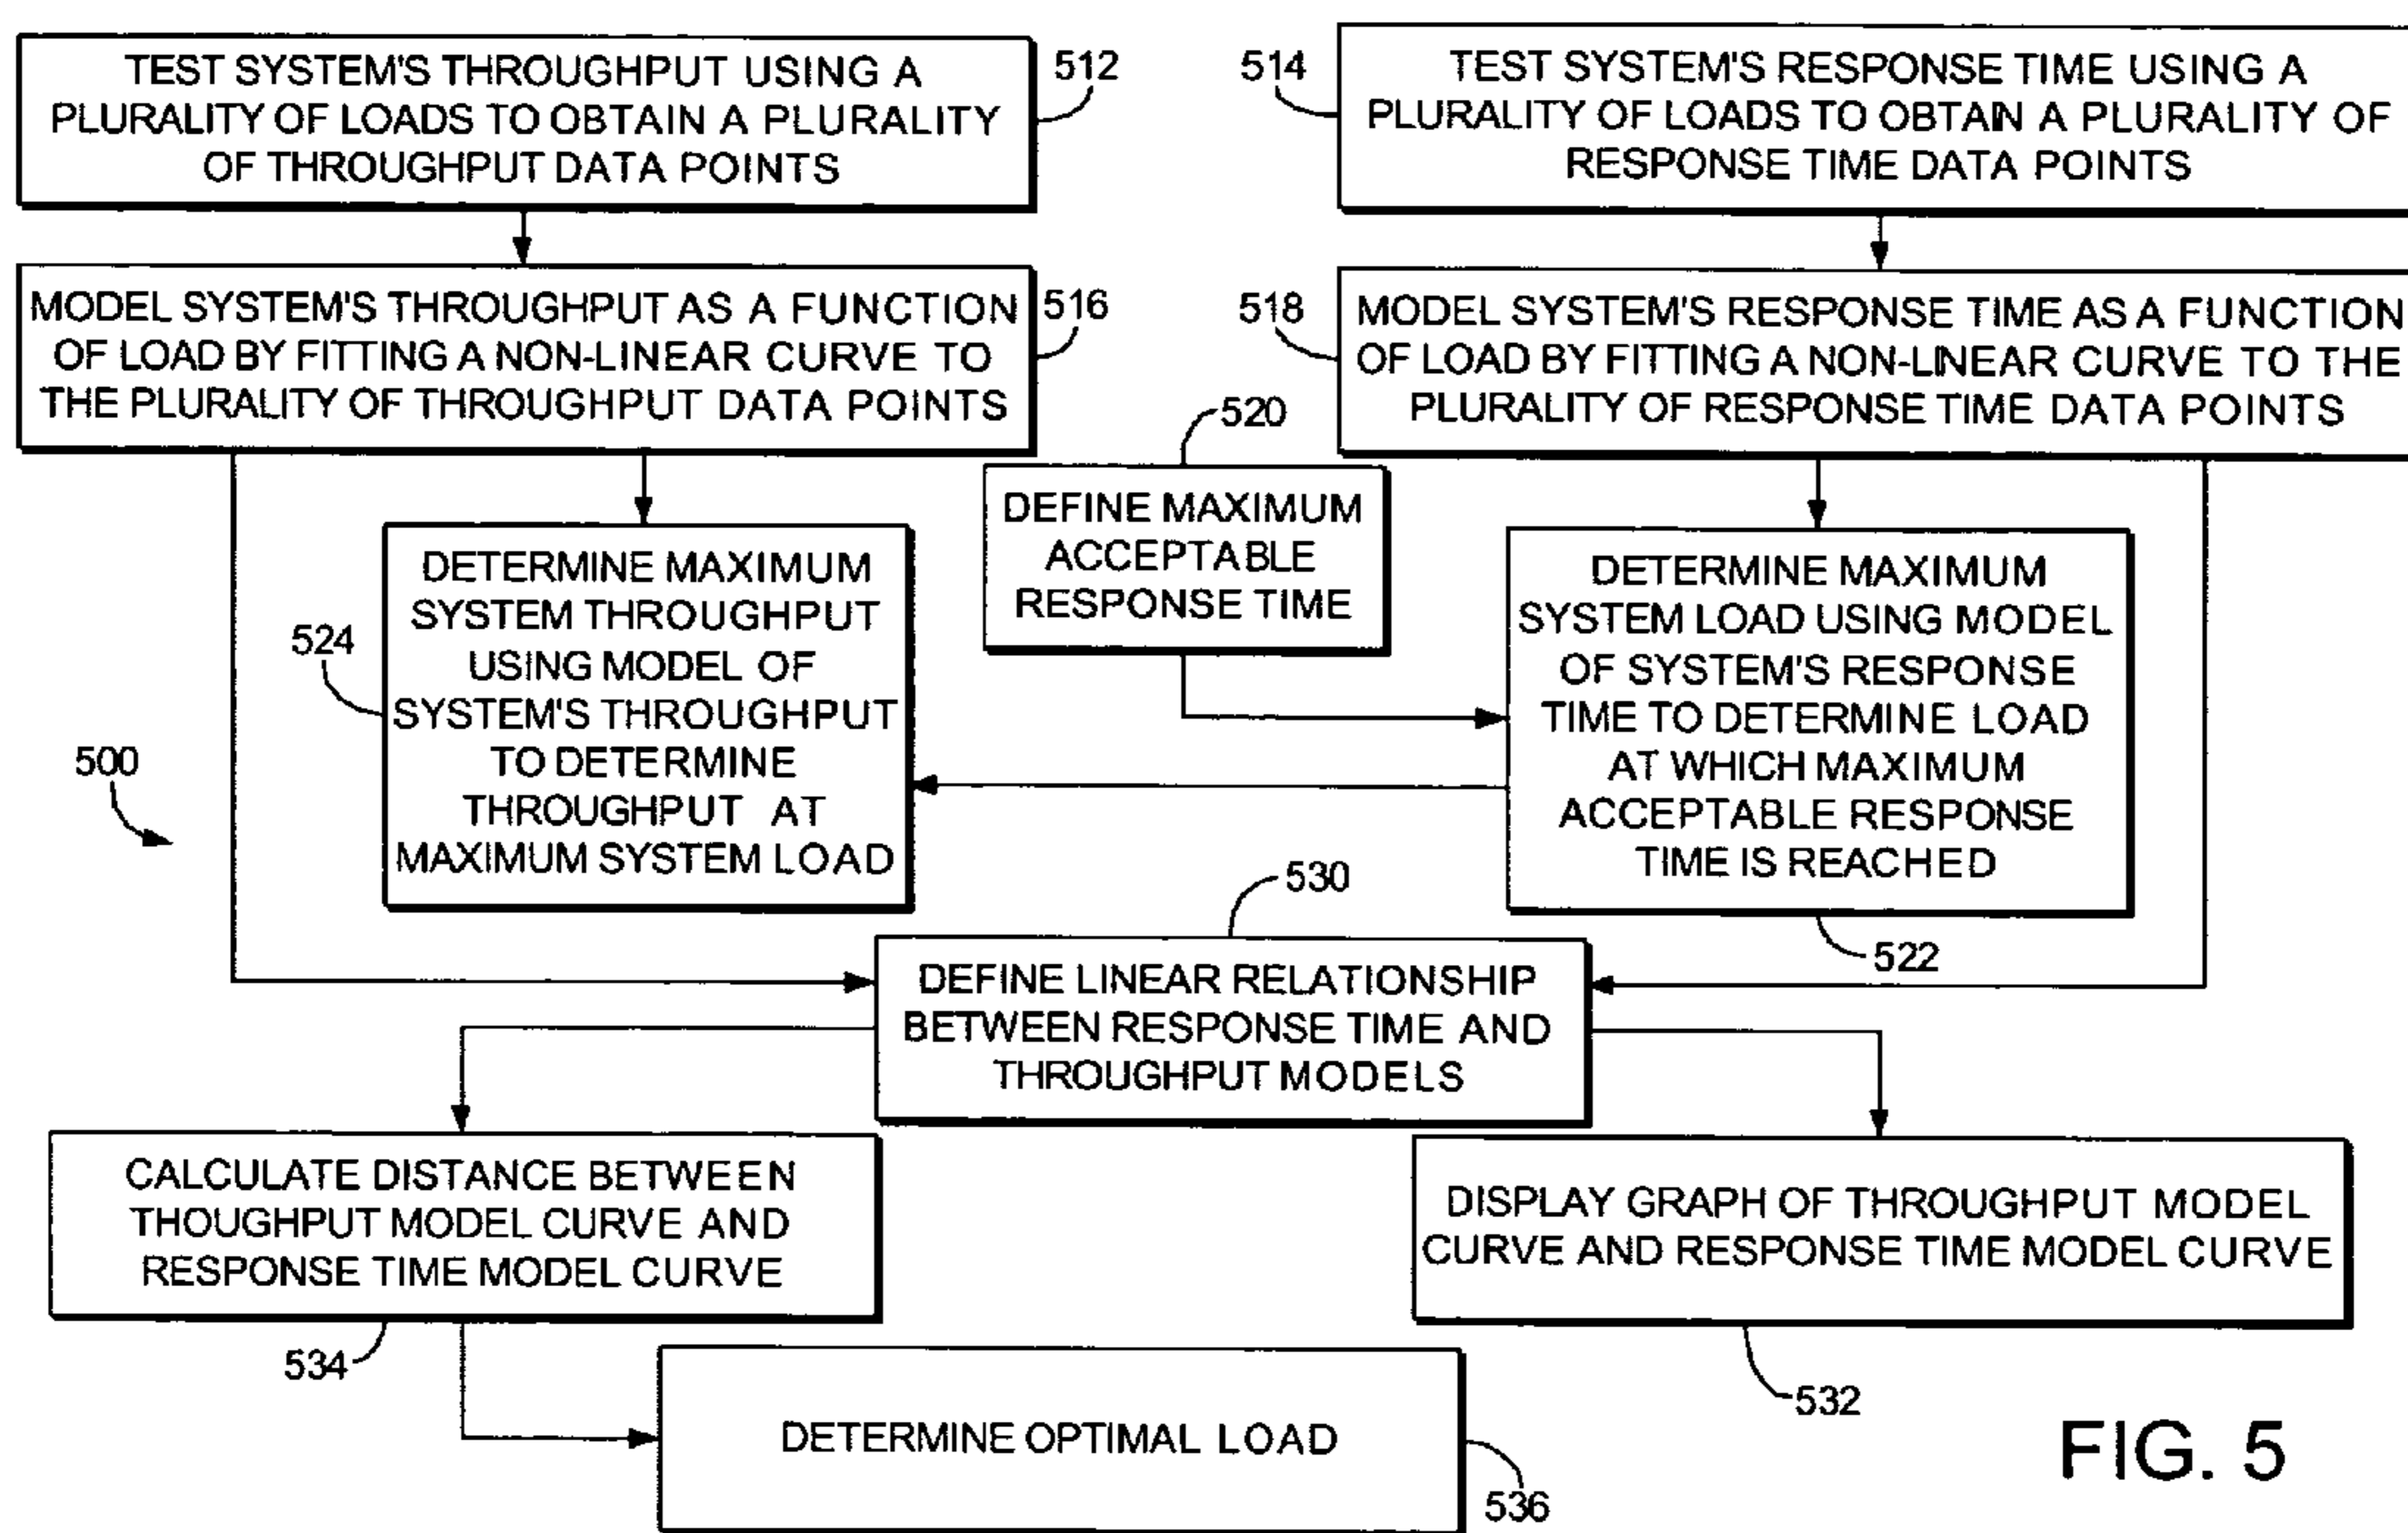 TEST SYSTEM'S THROUGHPUT USING A
PLURALITY OF LOADS TO OBTAIN A PLURALITY
OF THROUGHPUT DATA POINTS
512
514
TEST SYSTEM'S RESPONSE TIME USING A
PLURALITY OF LOADS TO OBTAIN A PLURALITY OF
RESPONSE TIME DATA POINTS
MODEL SYSTEM'S THROUGHPUT AS A FUNCTION
OF LOAD BY FITTING A NON-LINEAR CURVE TO
THE PLURALITY OF THROUGHPUT DATA POINTS
516
518
MODEL SYSTEM'S RESPONSE TIME AS A FUNCTION
OF LOAD BY FITTING A NON-LINEAR CURVE TO THE
PLURALITY OF RESPONSE TIME DATA POINTS
520
DEFINE MAXIMUM
ACCEPTABLE
RESPONSE TIME
524
DETERMINE MAXIMUM
SYSTEM THROUGHPUT
USING MODEL OF
SYSTEM'S THROUGHPUT
TO DETERMINE
THROUGHPUT AT
MAXIMUM SYSTEM LOAD
DETERMINE MAXIMUM
SYSTEM LOAD USING MODEL
OF SYSTEM'S RESPONSE
TIME TO DETERMINE LOAD
AT WHICH MAXIMUM
ACCEPTABLE RESPONSE
TIME IS REACHED
522
500
530
DEFINE LINEAR RELATIONSHIP
BETWEEN RESPONSE TIME AND
THROUGHPUT MODELS
CALCULATE DISTANCE BETWEEN
THOUGHPUT MODEL CURVE AND
RESPONSE TIME MODEL CURVE
534
DISPLAY GRAPH OF THROUGHPUT MODEL
CURVE AND RESPONSE TIME MODEL CURVE
532
DETERMINE OPTIMAL LOAD
536
FIG. 5